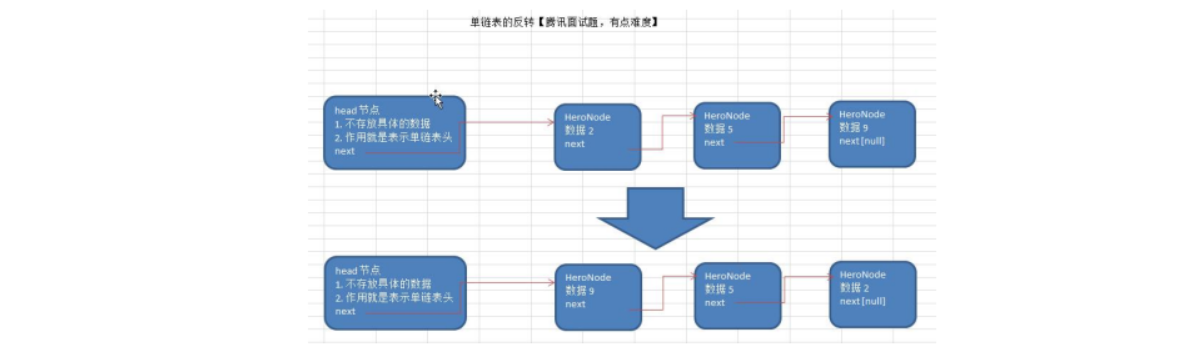 单链表的反转【腾讯面试题，有点难度】
head 节点
1. 不存放具体的数据
2. 作用就是表示单链表头
next
HeroNode
数据 2
next
HeroNode
数据 5
next
HeroNode
数据 9
next [null]
head 节点
1. 不存放具体的数据
2. 作用就是表示单链表头
next
HeroNode
数据 9
next
HeroNode
数据 5
next
HeroNode
数据 2
next [null]